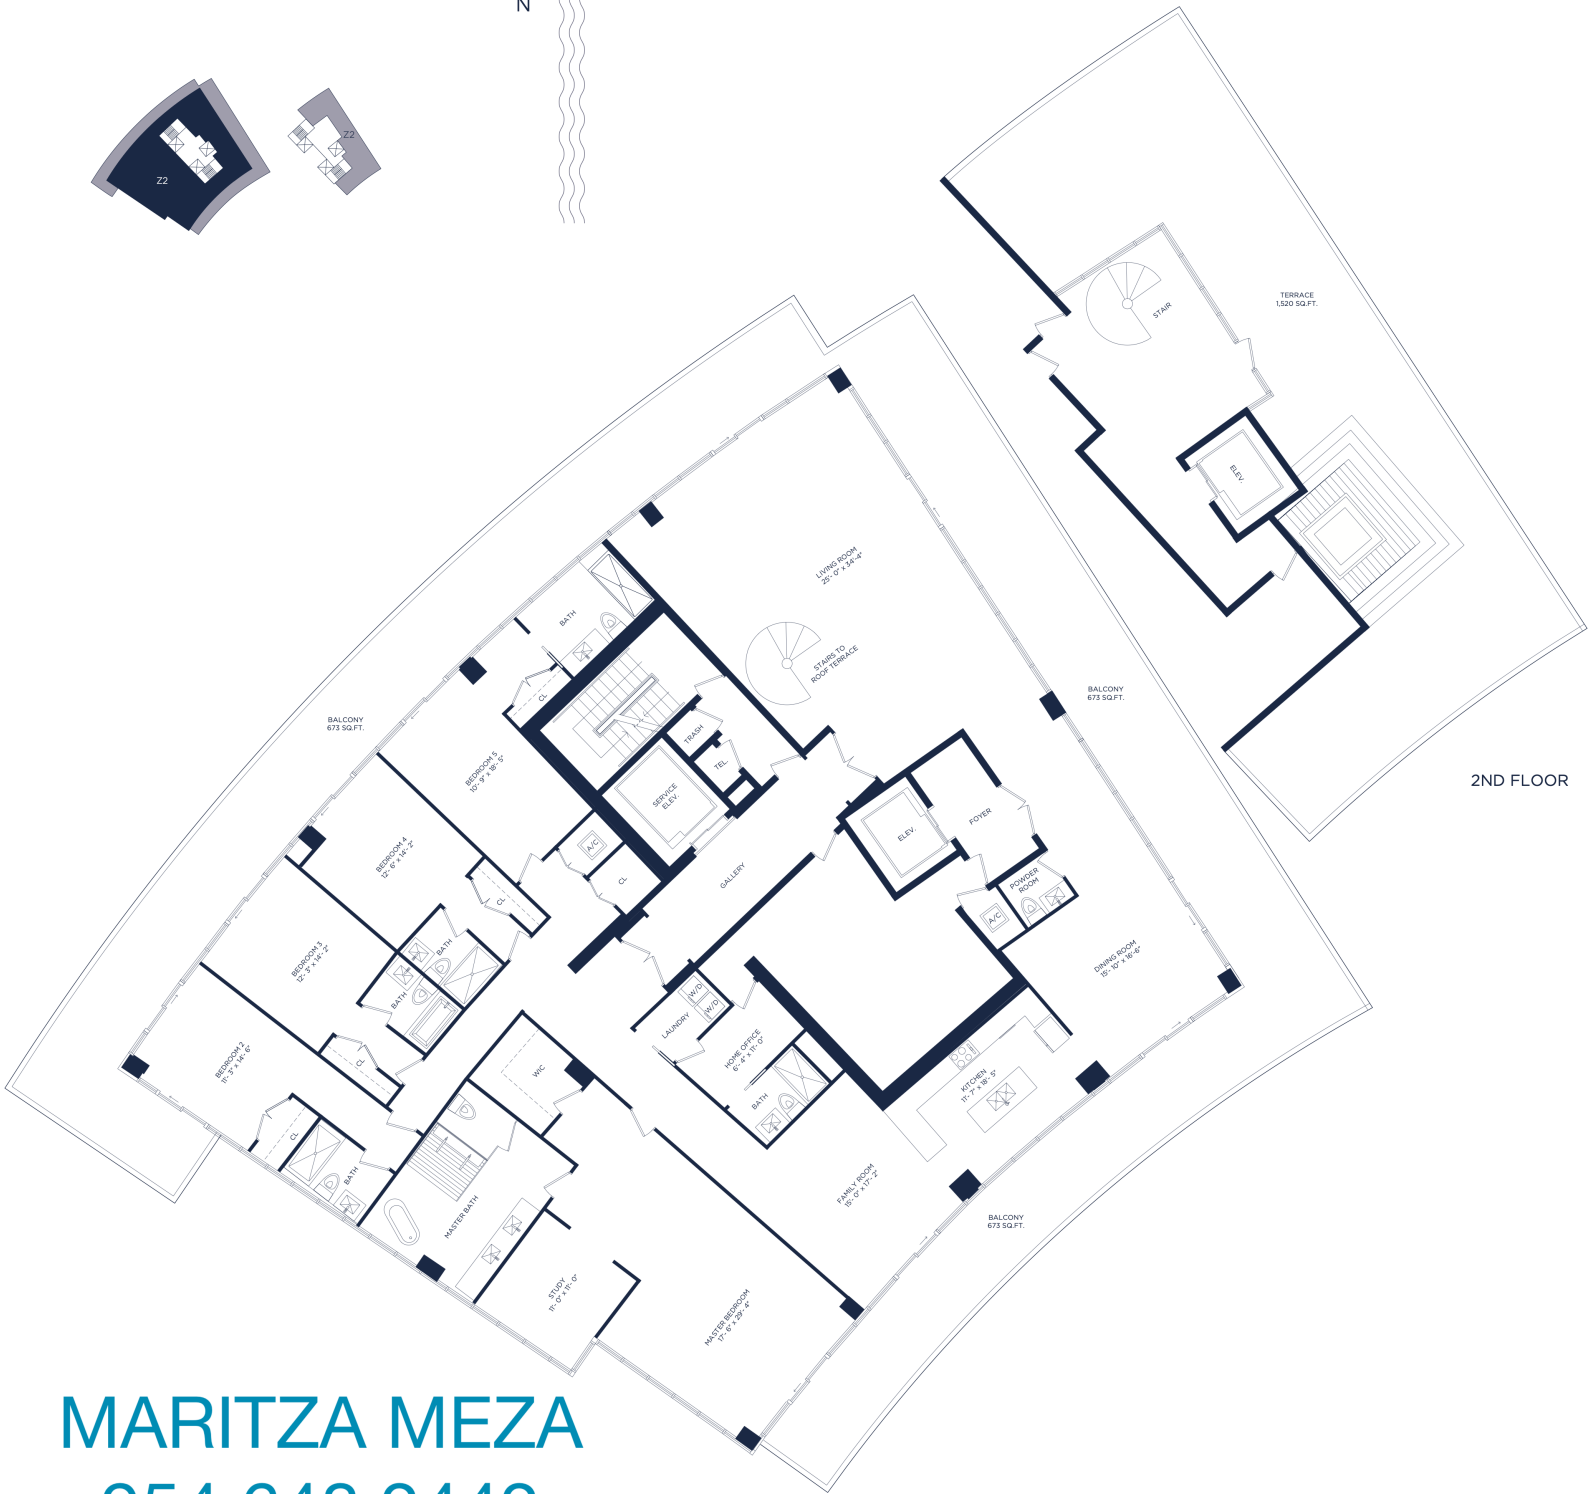 N
Z2
Z2
TERRACE
1,520 SQ.FT.
STAIR
ELEV.
2ND FLOOR
LIVING ROOM
25'- 0" x 34'-4"
STAIRS TO
ROOF TERRACE
BATH
CL
BALCONY
673 SQ.FT.
BALCONY
673 SQ.FT.
TRASH
TEL.
BEDROOM 5
10'- 9" x 18'- 5"
SERVICE
ELEV.
ELEV.
FOYER
A/C
CL
GALLERY
BEDROOM 4
12'- 6" x 14'- 2"
CL
POWDER
ROOM
A/C
BATH
BEDROOM 3
12'- 3" x 14'- 2"
BATH
DINING ROOM
15'- 10" x 16'-6"
W/D
W/D
LAUNDRY
HOME OFFICE
6'- 4" x 11'- 0"
BEDROOM 2
11'- 3" x 14'- 6"
CL
WIC
KITCHEN
11'- 7" x 18'- 5"
BATH
CL
BATH
FAMILY ROOM
15'- 0" x 17'- 2"
MASTER BATH
BALCONY
673 SQ.FT.
STUDY
11'- 0" x 11'- 0"
MASTER BEDROOM
17'- 6" x 29'- 4"
MARITZA MEZA